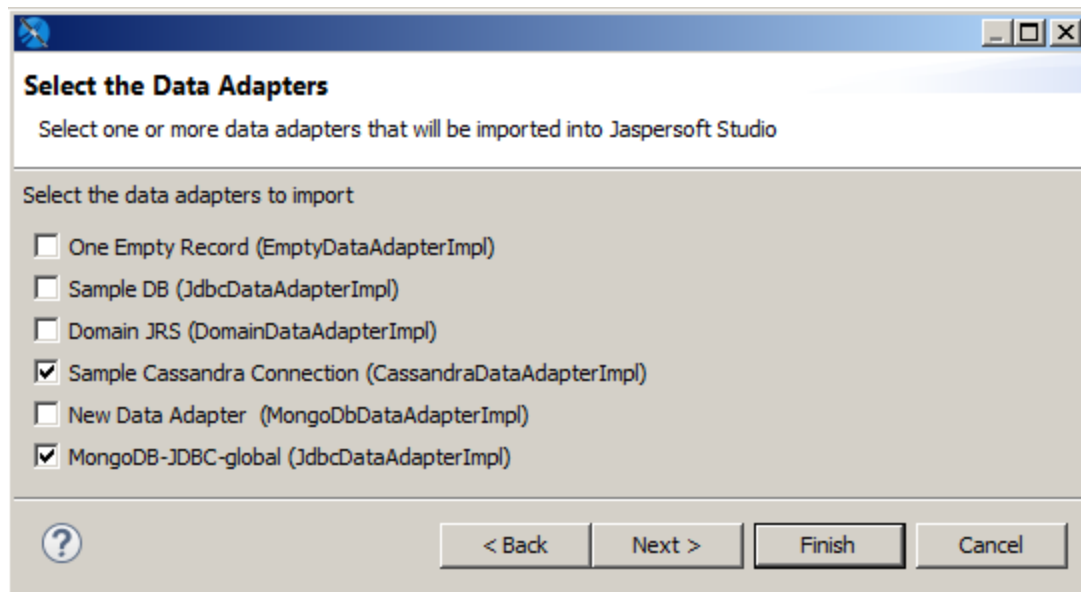 Select the Data Adapters
Select one or more data adapters that will be imported into Jaspersoft Studio
Select the data adapters to import
One Empty Record (EmptyDataAdapterImpl)
Sample DB (JdbcDataAdapterImpl)
Domain JRS (DomainDataAdapterImpl)
Sample Cassandra Connection (CassandraDataAdapterImpl)
New Data Adapter  (MongoDbDataAdapterImpl)
MongoDB-JDBC-global (JdbcDataAdapterImpl)
? < Back Next > Finish Cancel